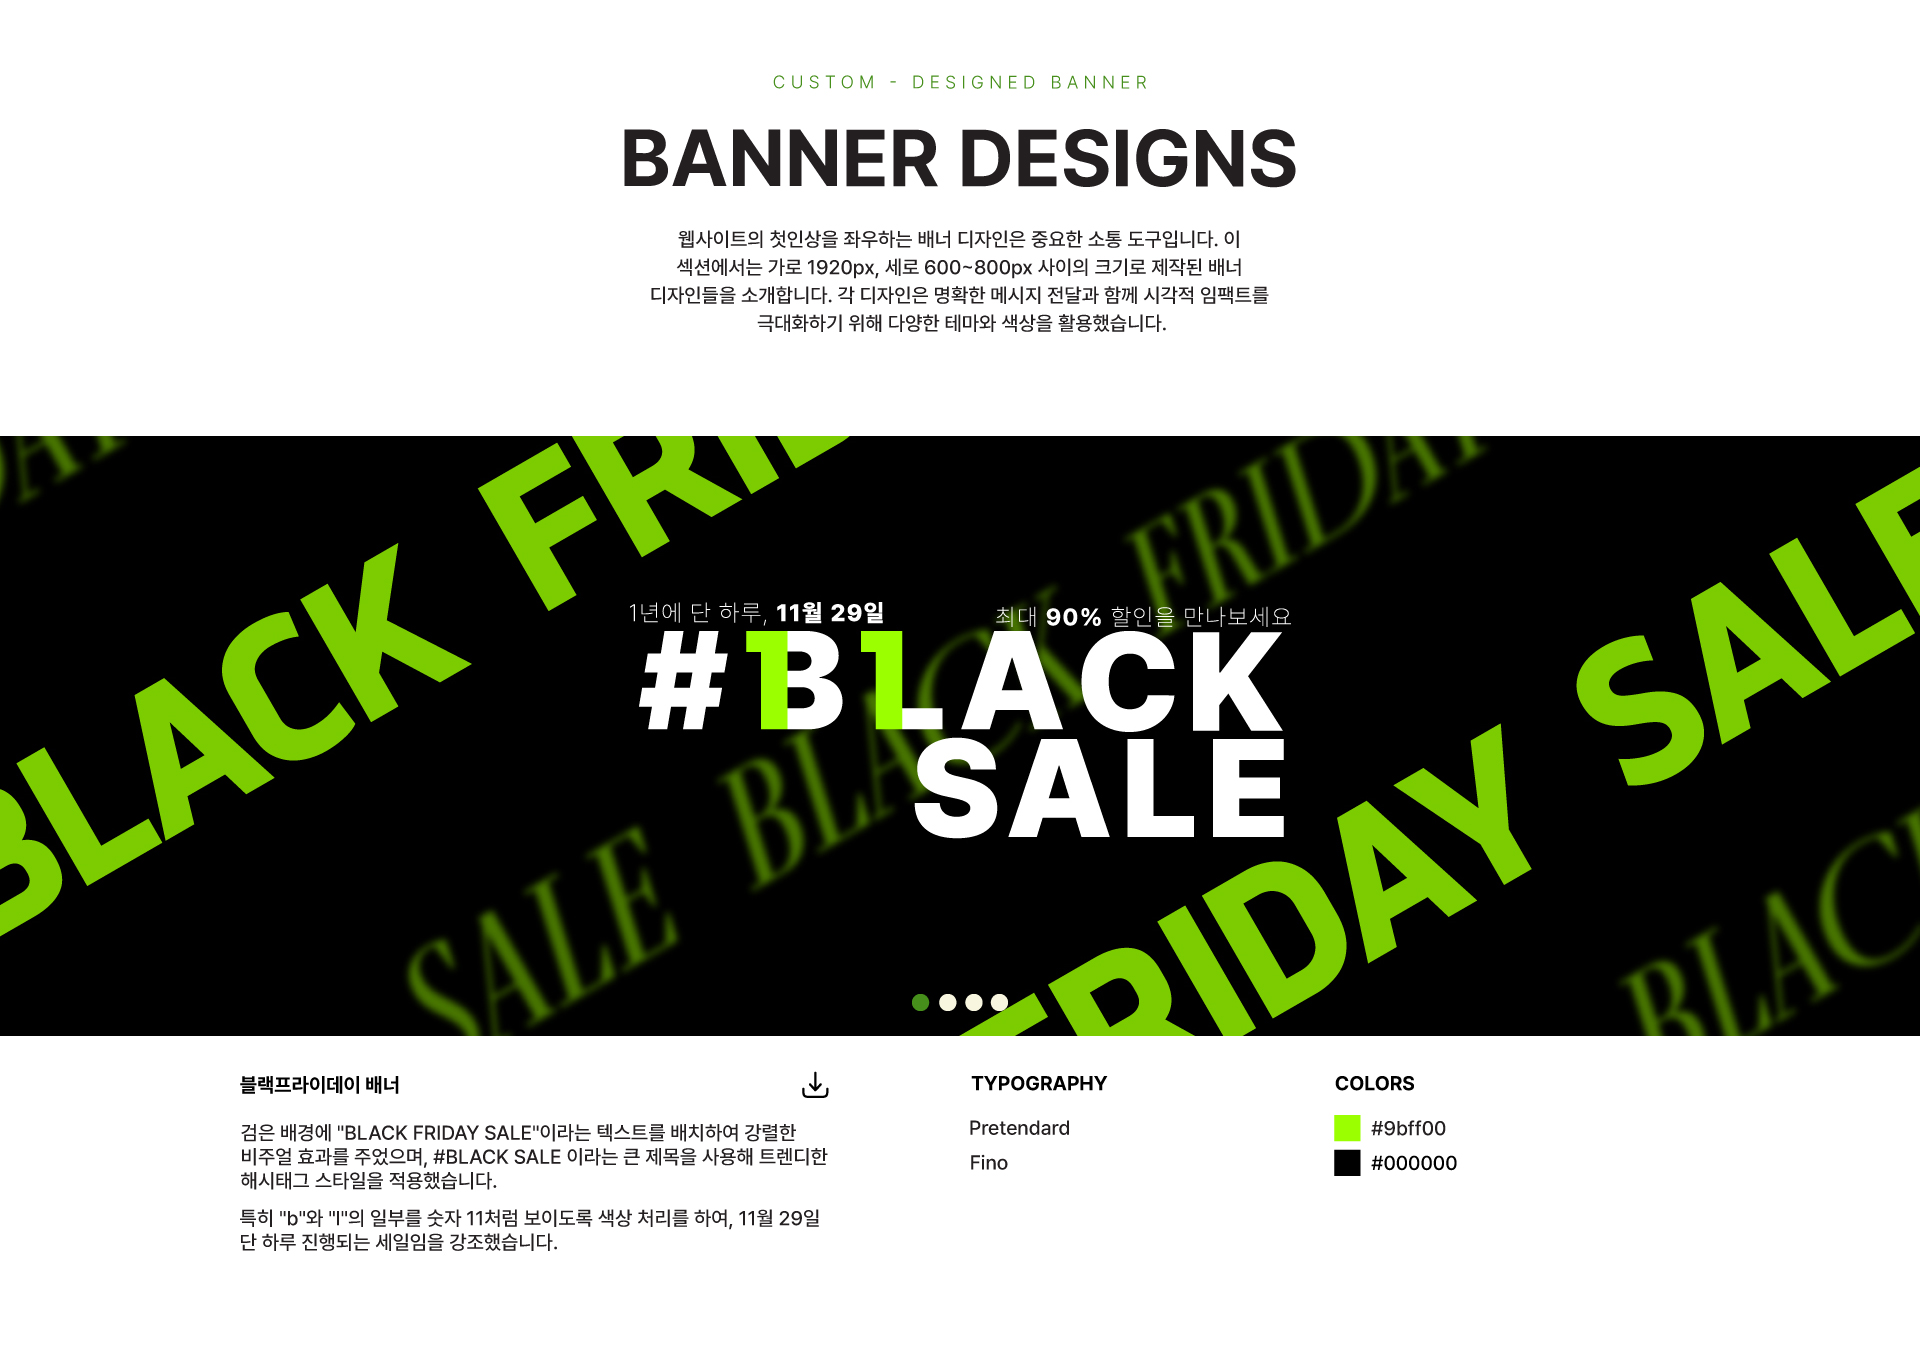 CUSTOM - DESIGNED BANNER
BANNER DESIGNS
웹사이트의 첫인상을 좌우하는 배너 디자인은 중요한 소통 도구입니다. 이
섹션에서는 가로 1920px, 세로 600~800px 사이의 크기로 제작된 배너
디자인들을 소개합니다. 각 디자인은 명확한 메시지 전달과 함께 시각적 임팩트를
극대화하기 위해 다양한 테마와 색상을 활용했습니다.
DAY
BLACK FRID
SALE BLACK FRIDAY
FRIDAY SALE
BLACK
1년에 단 하루, 11월 29일
최대 90% 할인을 만나보세요
#BLACK
SALE
블랙프라이데이 배너
검은 배경에 "BLACK FRIDAY SALE"이라는 텍스트를 배치하여 강렬한
비주얼 효과를 주었으며, #BLACK SALE 이라는 큰 제목을 사용해 트렌디한
해시태그 스타일을 적용했습니다.
특히 "b"와 "l"의 일부를 숫자 11처럼 보이도록 색상 처리를 하여, 11월 29일
단 하루 진행되는 세일임을 강조했습니다.
TYPOGRAPHY
Pretendard
Fino
COLORS
#9bff00
#000000